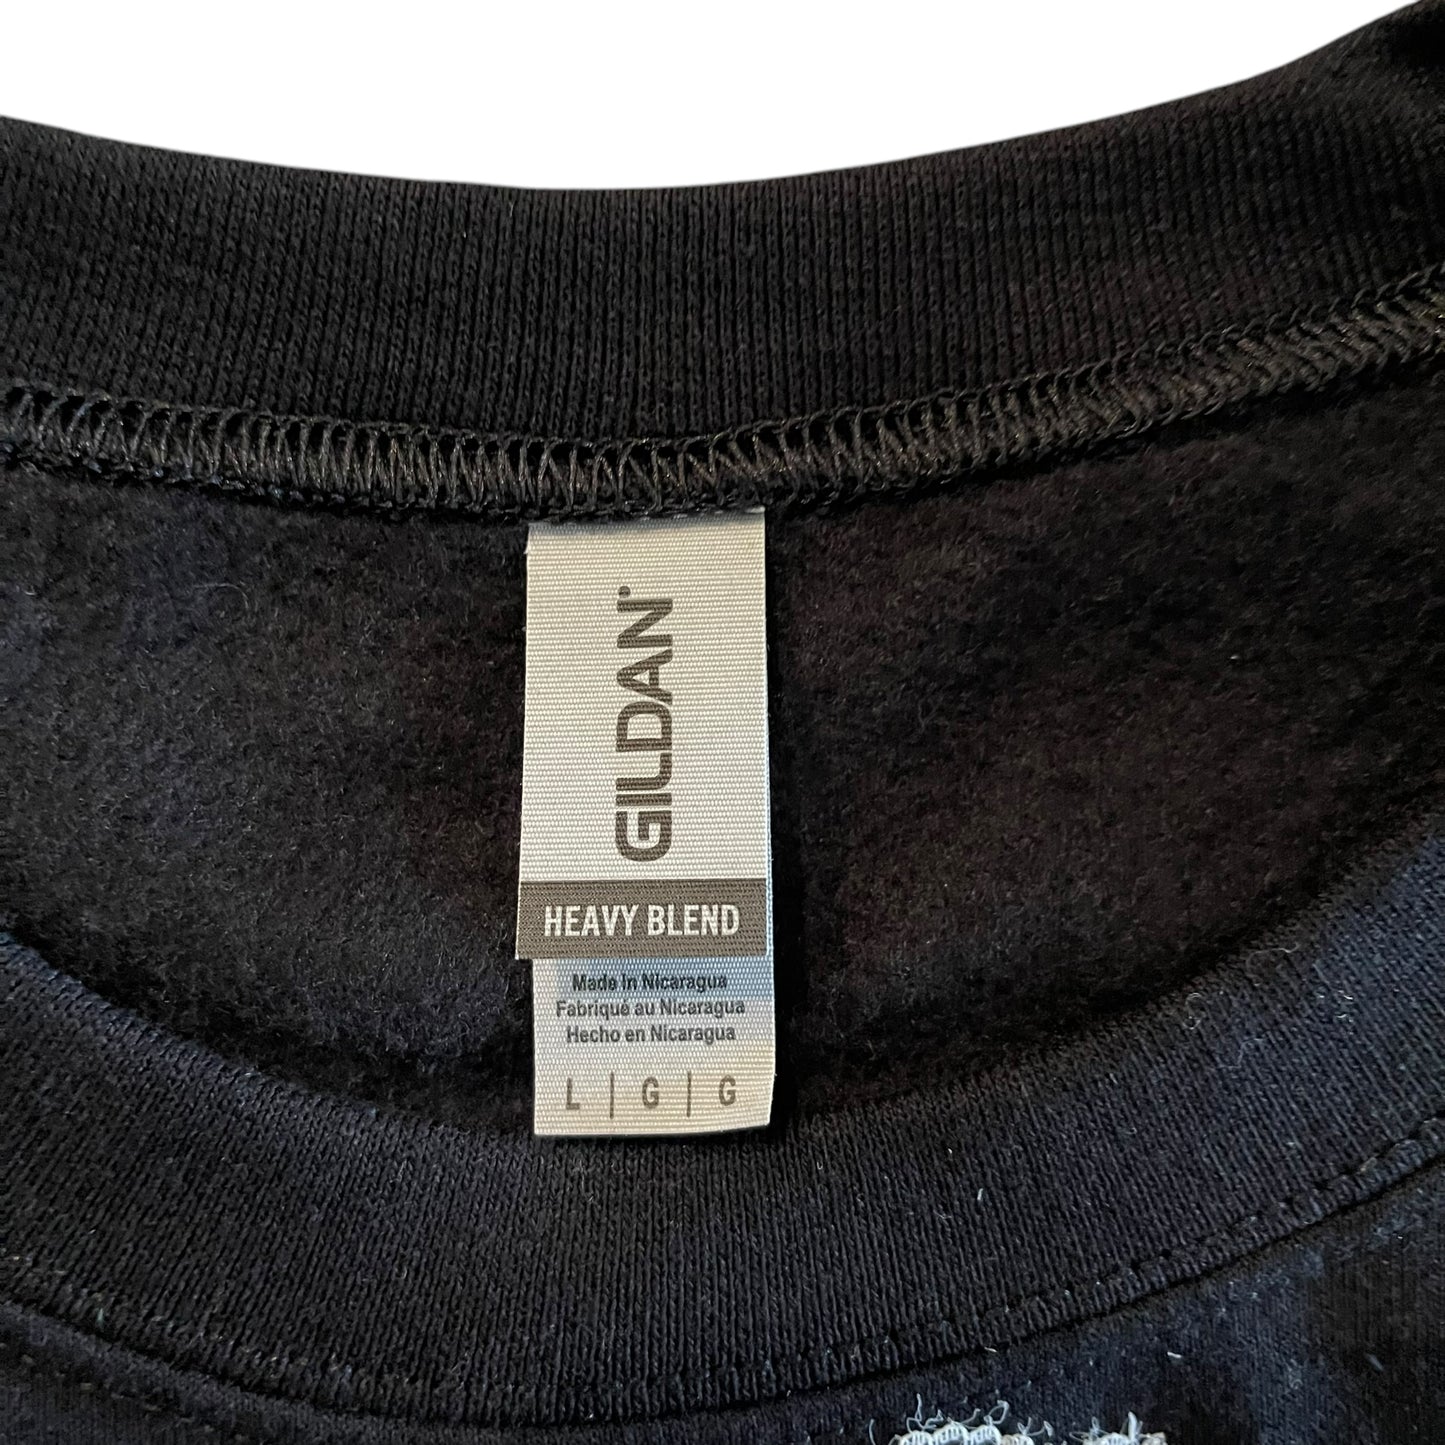 GILDAN®
HEAVY BLEND
Made In Nicaragua
Fabriqué au Nicaragua
Hecho en Nicaragua
L | G | G